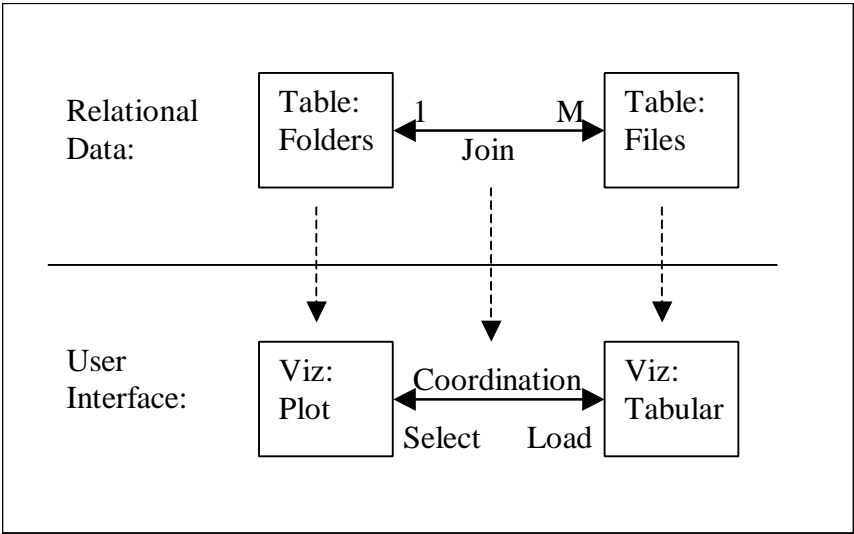 Relational
Data:
Table:
Folders
1
M
Join
Table:
Files
User
Interface:
Viz:
Plot
Coordination
Select
Load
Viz:
Tabular